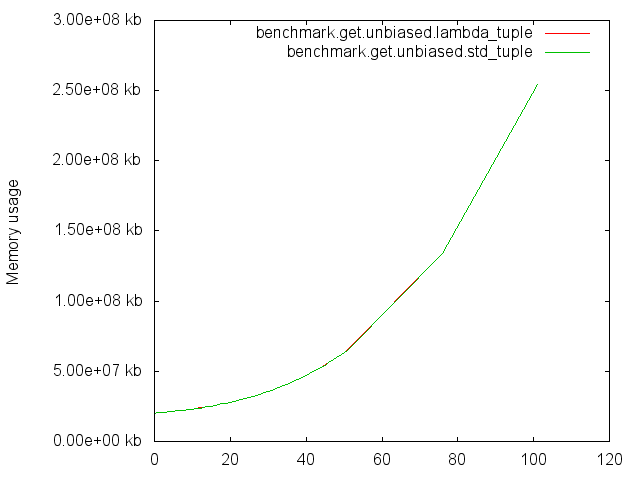 3.00e+08 kb
2.50e+08 kb
2.00e+08 kb
1.50e+08 kb
1.00e+08 kb
5.00e+07 kb
0.00e+00 kb
Memory usage
benchmark.get.unbiased.lambda_tuple
benchmark.get.unbiased.std_tuple
0 20 40 60 80 100 120